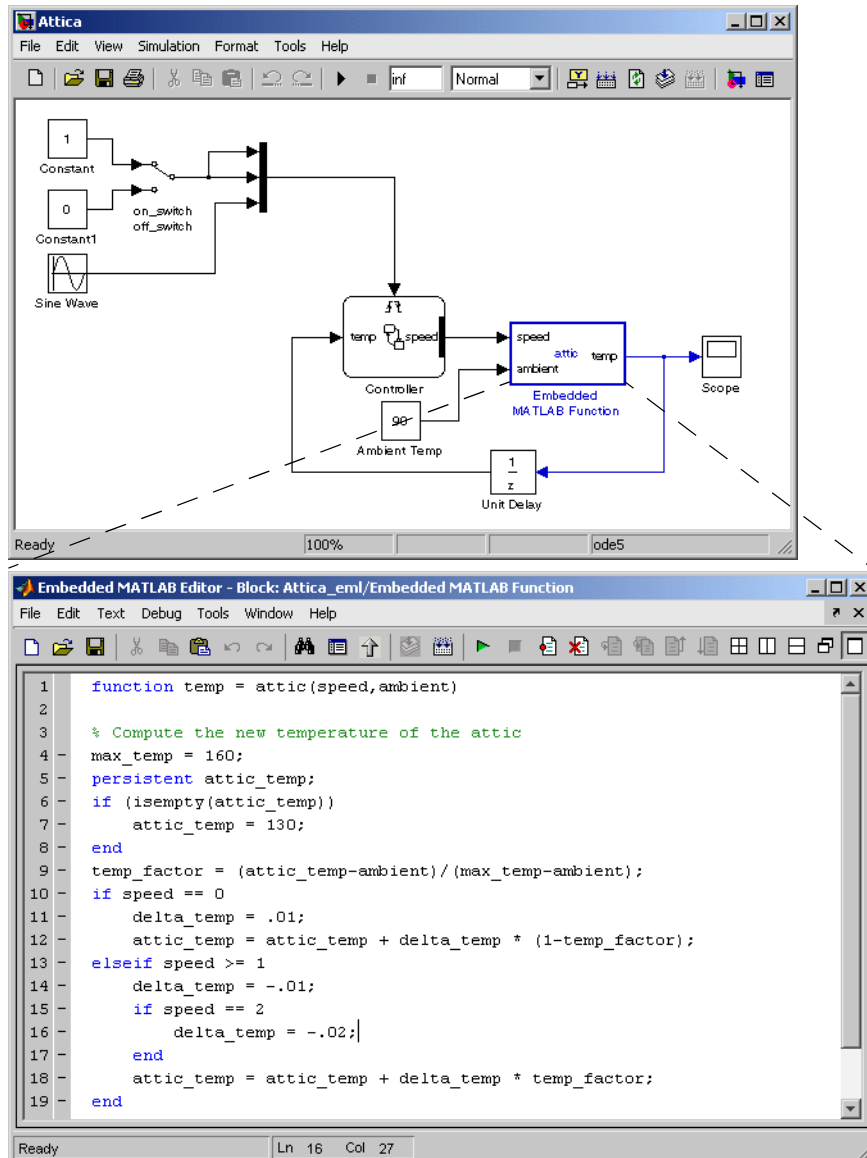 Attica
File Edit View Simulation Format Tools Help
inf Normal
1
Constant
0
Constant1
on_switch
off_switch
Sine Wave
temp speed
Controller
speed
attic temp
ambient
Embedded
MATLAB Function
Scope
90
Ambient Temp
1
z
Unit Delay
Ready 100% ode5
Embedded MATLAB Editor - Block: Attica_eml/Embedded MATLAB Function
File Edit Text Debug Tools Window Help
1 function temp = attic(speed,ambient)
2
3 % Compute the new temperature of the attic
4 - max_temp = 160;
5 - persistent attic_temp;
6 - if (isempty(attic_temp))
7 - attic_temp = 130;
8 - end
9 - temp_factor = (attic_temp-ambient)/(max_temp-ambient);
10 - if speed == 0
11 - delta_temp = .01;
12 - attic_temp = attic_temp + delta_temp * (1-temp_factor);
13 - elseif speed >= 1
14 - delta_temp = -.01;
15 - if speed == 2
16 - delta_temp = -.02;
17 - end
18 - attic_temp = attic_temp + delta_temp * temp_factor;
19 - end
Ready Ln 16 Col 27